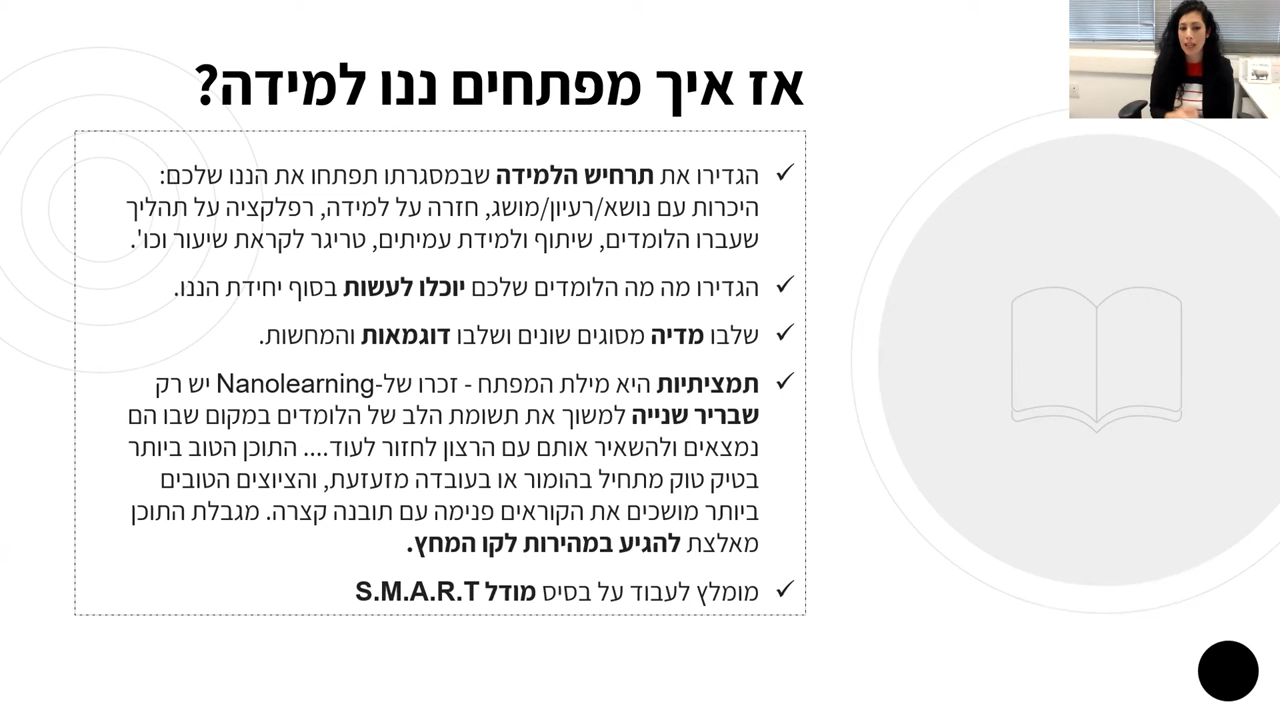 אז איך מפתחים ננו למידה?
✓ הגדירו את תרחיש הלמידה שבמסגרתו תפתחו את הננו שלכם:
היכרות עם נושא/רעיון/מושג, חזרה על למידה, רפלקציה על תהליך
שעברו הלומדים, שיתוף ולמידת עמיתים, טריגר לקראת שיעור וכו'.
✓ הגדירו מה מה הלומדים שלכם יוכלו לעשות בסוף יחידת הננו.
✓ שלבו מדיה מסוגים שונים ושלבו דוגמאות והמחשות.
✓ תמציתיות היא מילת המפתח - זכרו של-Nanolearning יש רק
שבריר שנייה למשוך את תשומת הלב של הלומדים במקום שבו הם
נמצאים ולהשאיר אותם עם הרצון לחזור לעוד.... התוכן הטוב ביותר
בטיק טוק מתחיל בהומור או בעובדה מזעזעת, והציוצים הטובים
ביותר מושכים את הקוראים פנימה עם תובנה קצרה. מגבלת התוכן
מאלצת להגיע במהירות לקו המחץ.
✓ מומלץ לעבוד על בסיס מודל S.M.A.R.T